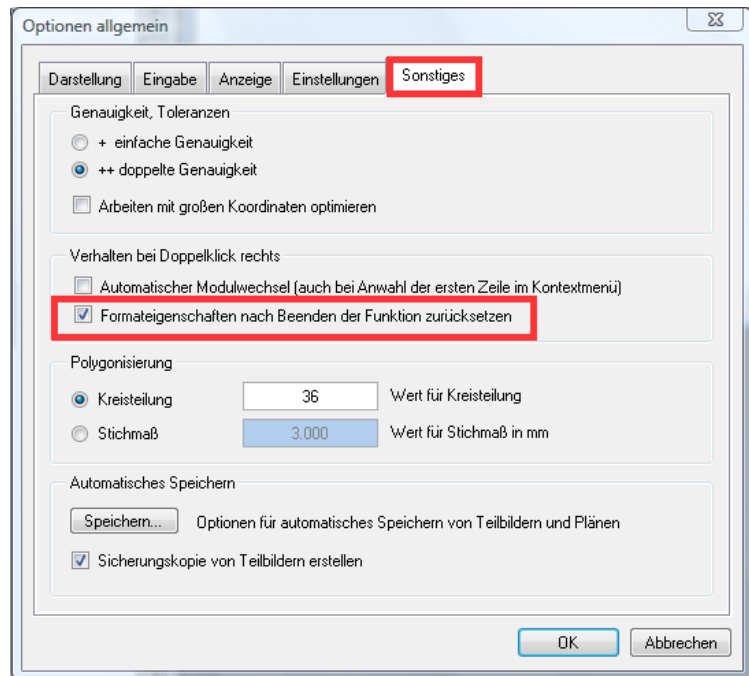 Optionen allgemein
Darstellung Eingabe Anzeige Einstellungen Sonstiges
Genauigkeit, Toleranzen
+ einfache Genauigkeit
++ doppelte Genauigkeit
Arbeiten mit großen Koordinaten optimieren
Verhalten bei Doppelklick rechts
Automatischer Modulwechsel (auch bei Anwahl der ersten Zeile im Kontextmenü)
Formateigenschaften nach Beenden der Funktion zurücksetzen
Polygonisierung
Kreisteilung 36 Wert für Kreisteilung
Stichmaß 3.000 Wert für Stichmaß in mm
Automatisches Speichern
Speichern... Optionen für automatisches Speichern von Teilbildern und Plänen
Sicherungskopie von Teilbildern erstellen
OK Abbrechen